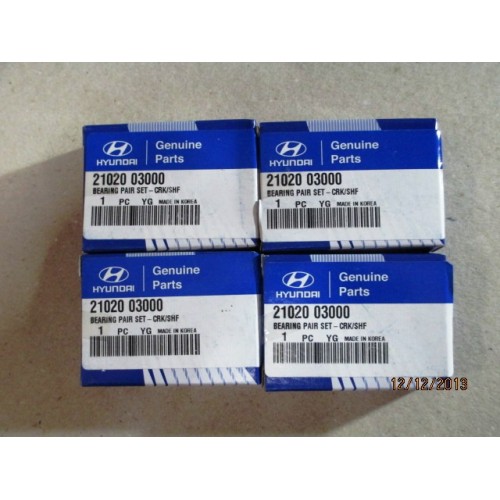 HYUNDAI
Genuine
Parts
21020 03000
BEARING PAIR SET-CRK/SHF
1 PC YG MADE IN KOREA
HYUNDAI
Genuine
Parts
21020 03000
BEARING PAIR SET-CRK/SHF
1 PC YG MADE IN KOREA
HYUNDAI
Genuine
Parts
21020 03000
BEARING PAIR SET-CRK/SHF
1 PC YG MADE IN KOREA
HYUNDAI
Genuine
Parts
21020 03000
BEARING PAIR SET-CRK/SHF
1 PC YG MADE IN KOREA
12/12/2013